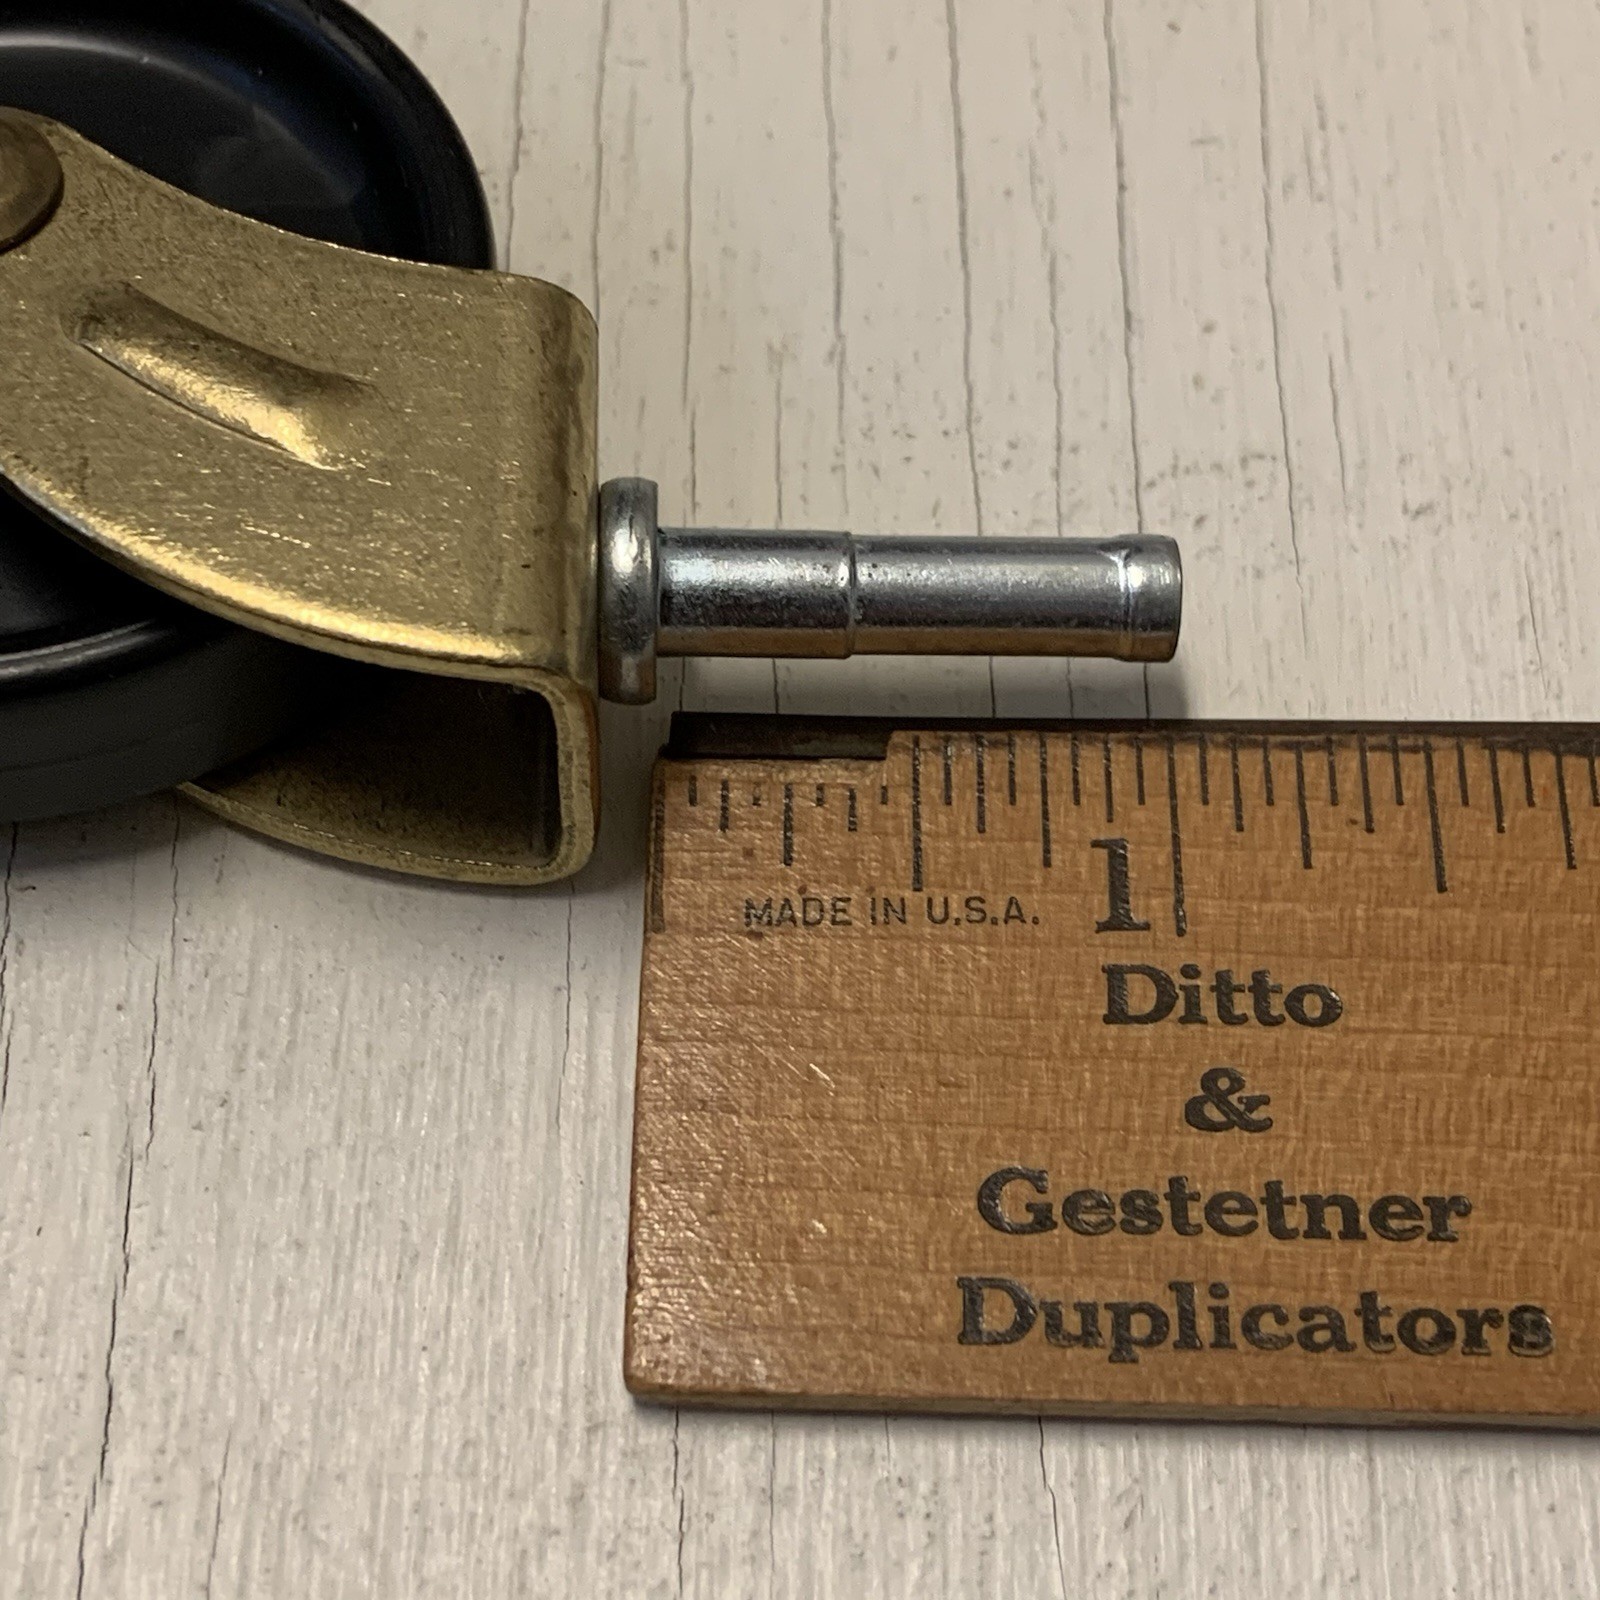 MADE IN U.S.A.
1
Ditto
&
Gestetner
Duplicators